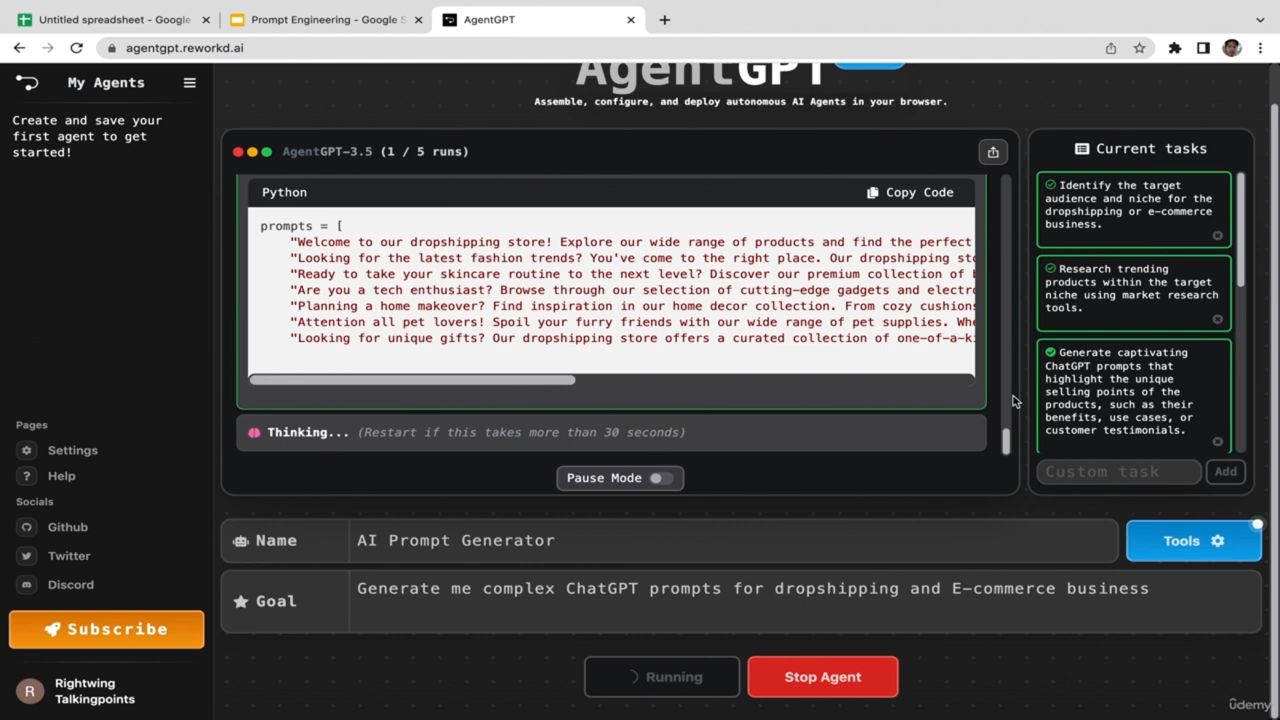 Untitled spreadsheet - Google
Prompt Engineering - Google S
AgentGPT
agentgpt.reworkd.ai
My Agents
Create and save your
first agent to get
started!
Pages
Settings
Help
Socials
Github
Twitter
Discord
Subscribe
R
Rightwing
Talkingpoints
AgentGPT
Assemble, configure, and deploy autonomous AI Agents in your browser.
AgentGPT-3.5 (1 / 5 runs)
Python
Copy Code
prompts = [
"Welcome to our dropshipping store! Explore our wide range of products and find the perfect
"Looking for the latest fashion trends? You've come to the right place. Our dropshipping sto
"Ready to take your skincare routine to the next level? Discover our premium collection of b
"Are you a tech enthusiast? Browse through our selection of cutting-edge gadgets and electro
"Planning a home makeover? Find inspiration in our home decor collection. From cozy cushions
"Attention all pet lovers! Spoil your furry friends with our wide range of pet supplies. Whe
"Looking for unique gifts? Our dropshipping store offers a curated collection of one-of-a-ki
Thinking... (Restart if this takes more than 30 seconds)
Pause Mode
Current tasks
Identify the target
audience and niche for the
dropshipping or e-commerce
business.
Research trending
products within the target
niche using market research
tools.
Generate captivating
ChatGPT prompts that
highlight the unique
selling points of the
products, such as their
benefits, use cases, or
customer testimonials.
Custom task
Add
Name
AI Prompt Generator
Tools
Goal
Generate me complex ChatGPT prompts for dropshipping and E-commerce business
Running
Stop Agent
ûdemy